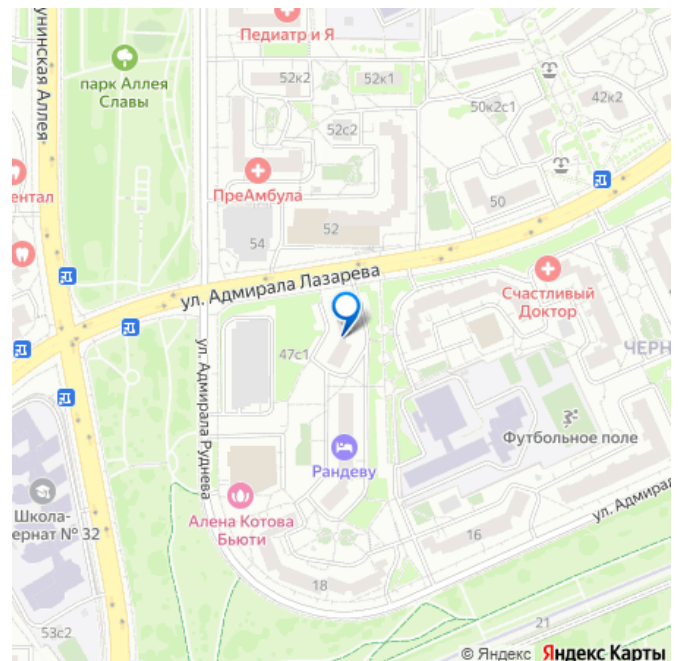 Педиатр и Я
унинская Аллея
парк Аллея
Славы
52к2
52к1
50к2с1
42к2
52с2
ПреАмбула
ентал
50
52
54
ул. Адмирала Лазарева
Счастливый
Доктор
47с1
ЧЕРН
ул. Адмирала Руднева
Футбольное поле
Рандеву
Школа-
ернат № 32
Алена Котова
Бьюти
16
ул. Адмирал
18
21
53с2
© Яндекс Яндекс Карты